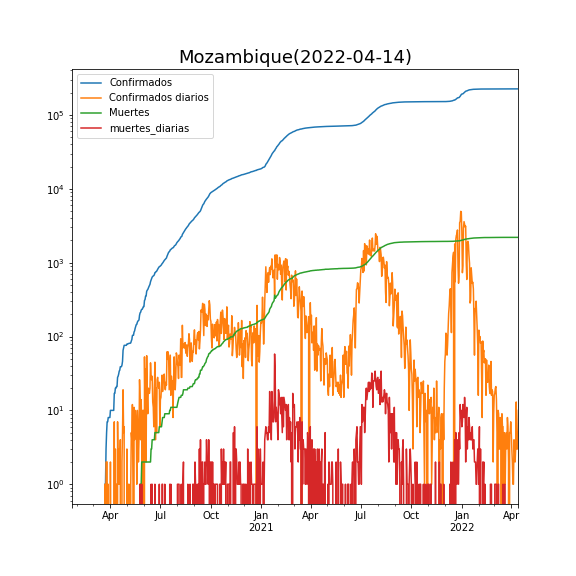 Mozambique(2022-04-14)
Confirmados
Confirmados diarios
Muertes
muertes_diarias
10^5
10^4
10^3
10^2
10^1
10^0
Apr Jul Oct Jan Apr Jul Oct Jan Apr
2021 2022